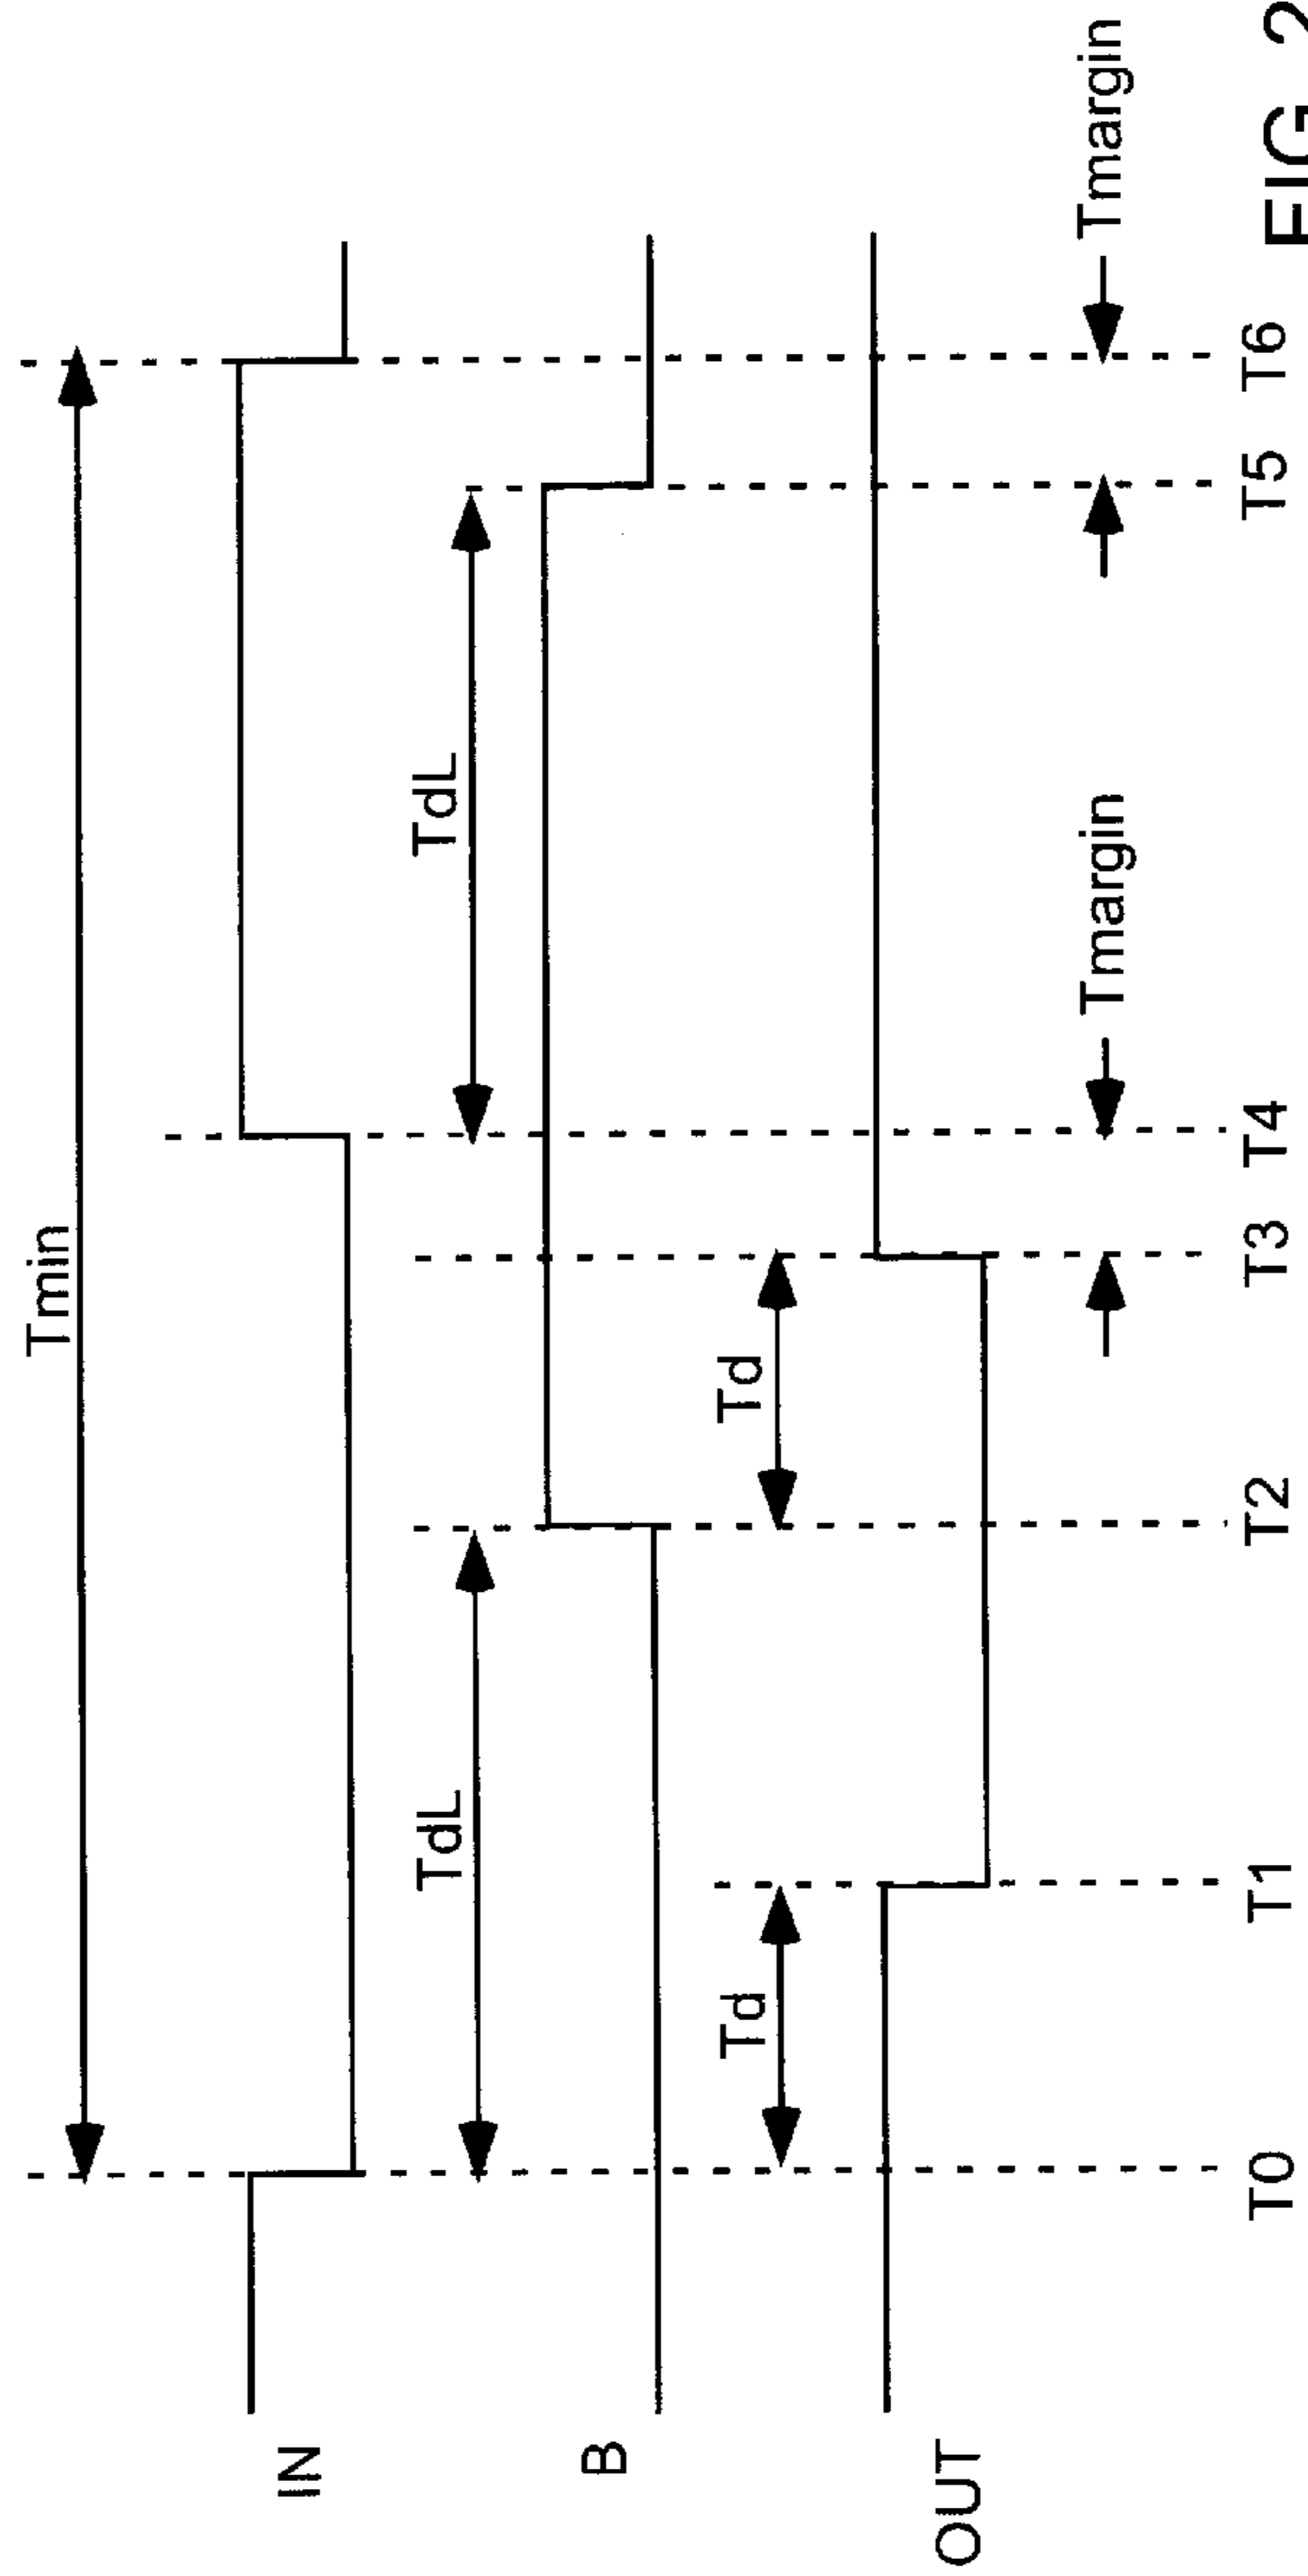 Tmin
IN
TdL
TdL
B
Td
Td
OUT
Tmargin
Tmargin
T0 T1 T2 T3 T4 T5 T6
FIG. 2